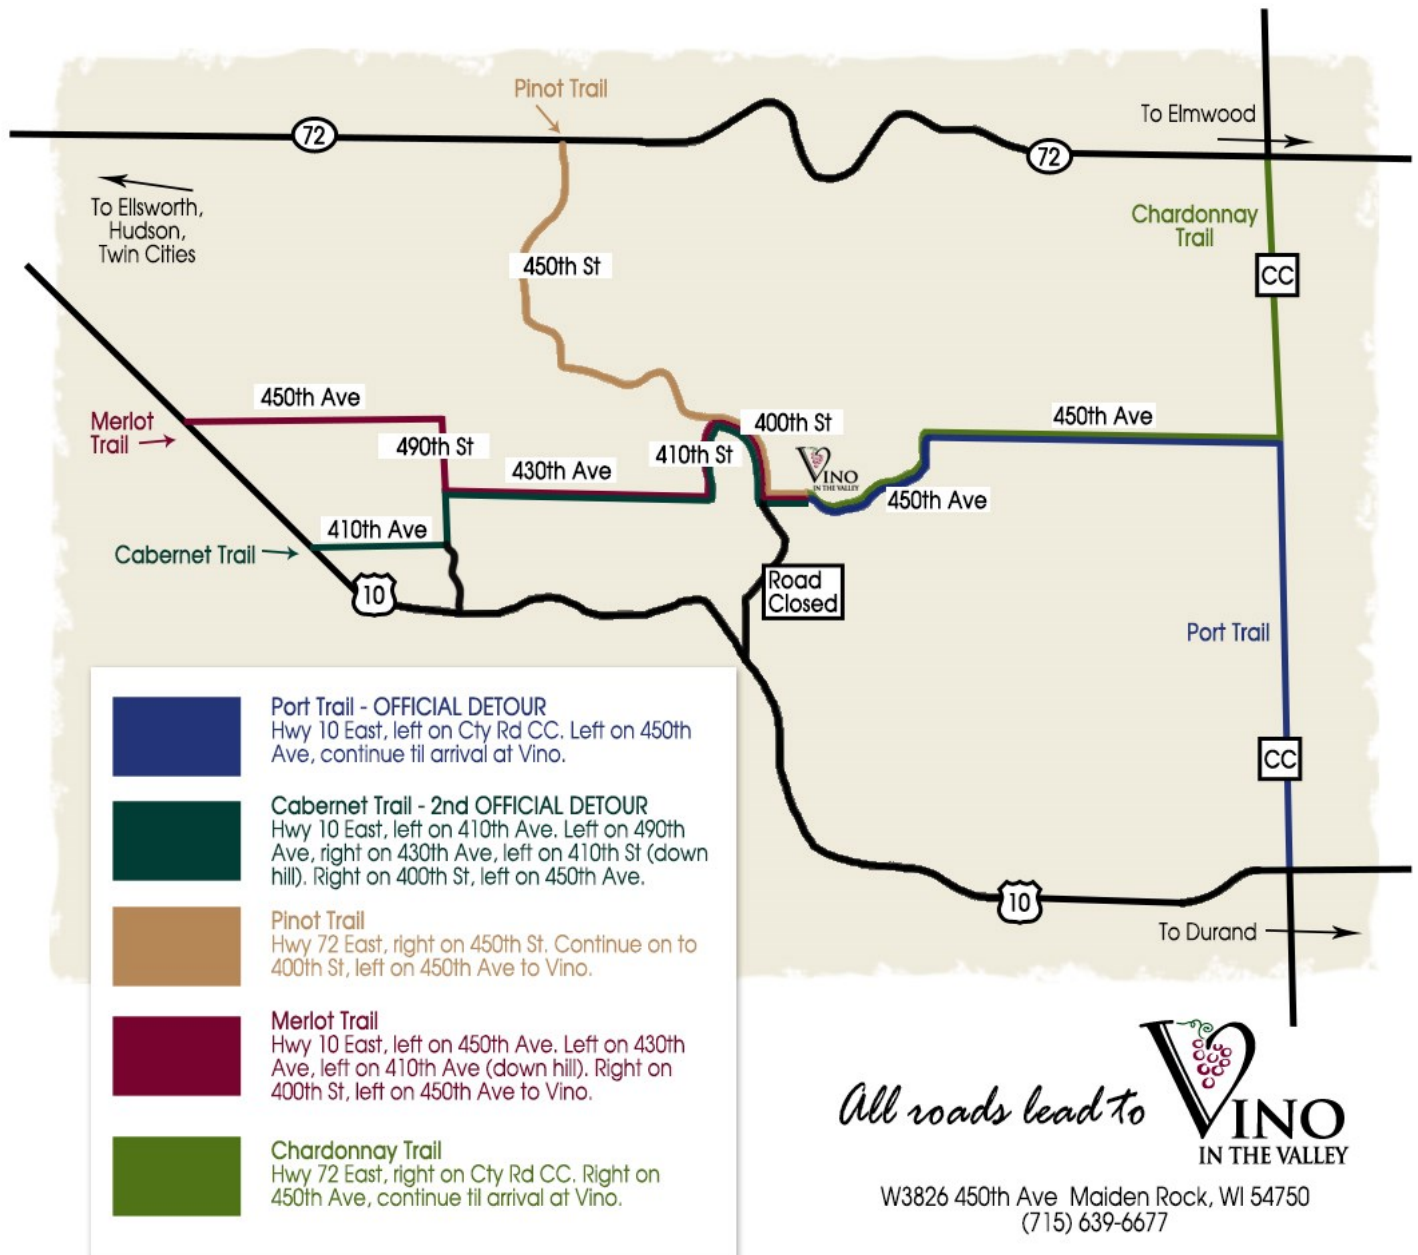 Pinot Trail
To Elmwood
72
72
To Ellsworth,
Hudson,
Twin Cities
Chardonnay
Trail
450th St
CC
450th Ave
Merlot
Trail
490th St
400th St
450th Ave
410th St
430th Ave
VINO
IN THE VALLEY
450th Ave
410th Ave
Cabernet Trail
10
Road
Closed
Port Trail
CC
10
To Durand
Port Trail - OFFICIAL DETOUR
Hwy 10 East, left on Cty Rd CC. Left on 450th
Ave, continue til arrival at Vino.
Cabernet Trail - 2nd OFFICIAL DETOUR
Hwy 10 East, left on 410th Ave. Left on 490th
Ave, right on 430th Ave, left on 410th St (down
hill). Right on 400th St, left on 450th Ave.
Pinot Trail
Hwy 72 East, right on 450th St. Continue on to
400th St, left on 450th Ave to Vino.
Merlot Trail
Hwy 10 East, left on 450th Ave. Left on 430th
Ave, left on 410th Ave (down hill). Right on
400th St, left on 450th Ave to Vino.
Chardonnay Trail
Hwy 72 East, right on Cty Rd CC. Right on
450th Ave, continue til arrival at Vino.
All roads lead to
VINO
IN THE VALLEY
W3826 450th Ave Maiden Rock, WI 54750
(715) 639-6677